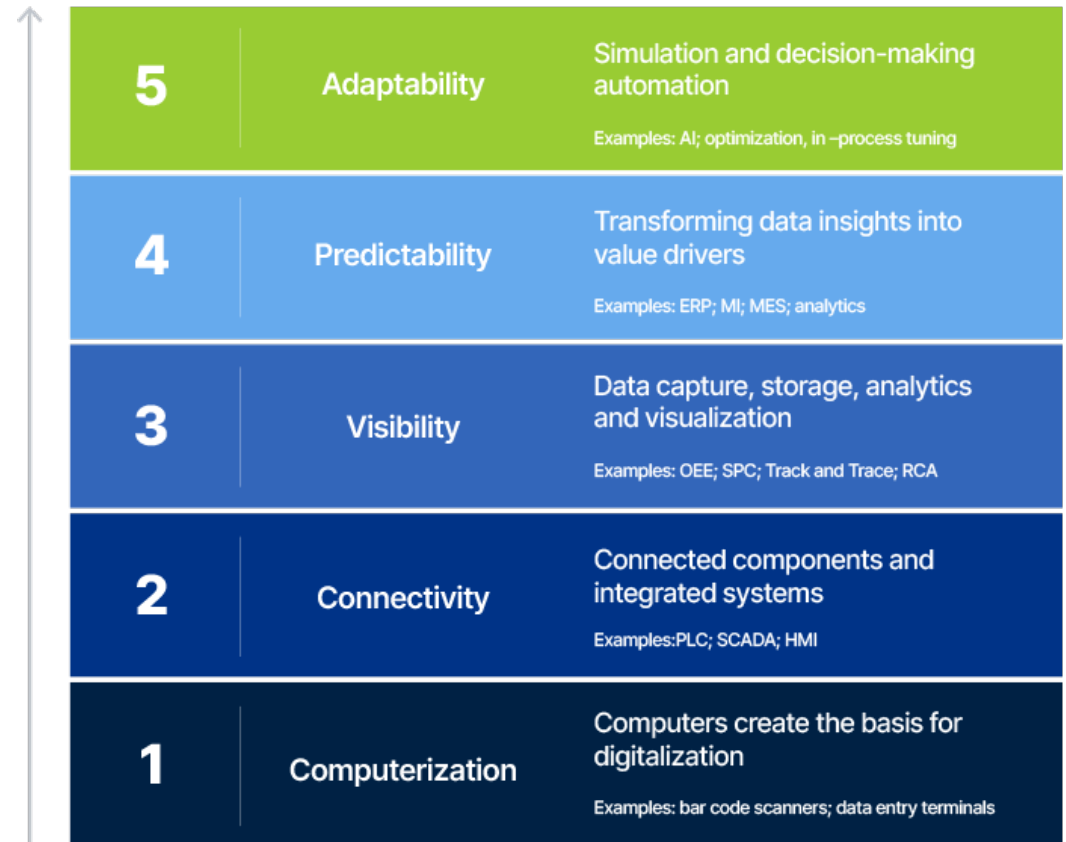 5
Adaptability
Simulation and decision-making
automation
Examples: AI; optimization, in –process tuning
4
Predictability
Transforming data insights into
value drivers
Examples: ERP; MI; MES; analytics
3
Visibility
Data capture, storage, analytics
and visualization
Examples: OEE; SPC; Track and Trace; RCA
2
Connectivity
Connected components and
integrated systems
Examples:PLC; SCADA; HMI
1
Computerization
Computers create the basis for
digitalization
Examples: bar code scanners; data entry terminals